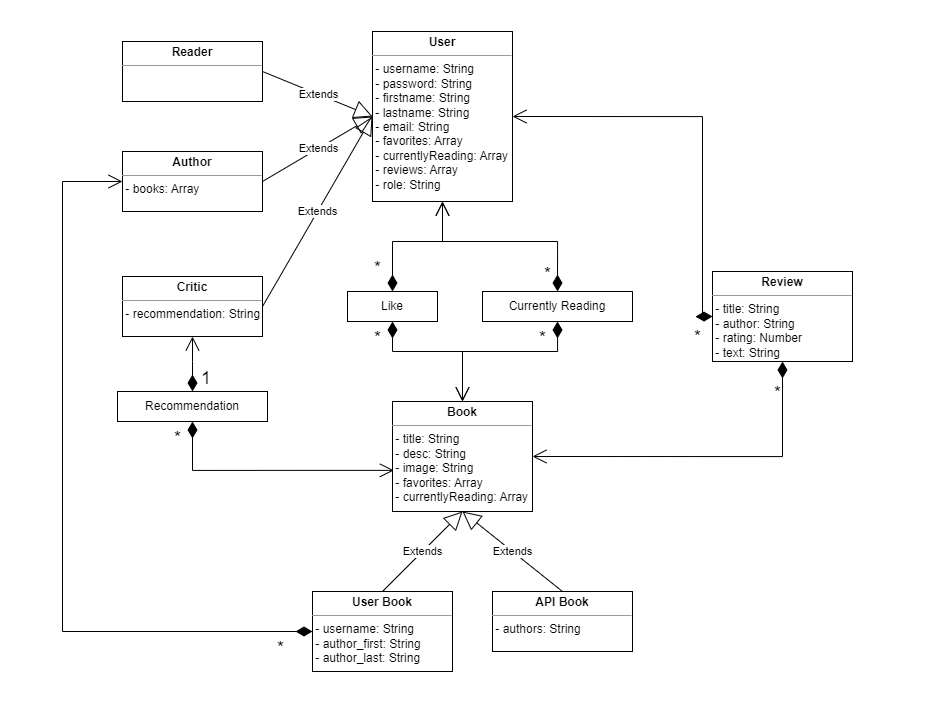 Reader
User
- username: String
- password: String
- firstname: String
- lastname: String
- email: String
- favorites: Array
- currentlyReading: Array
- reviews: Array
- role: String
Extends
Author
- books: Array
Extends
Extends
Critic
- recommendation: String
*
*
Like
Currently Reading
*
*
Review
- title: String
- author: String
- rating: Number
- text: String
*
*
1
Recommendation
*
Book
- title: String
- desc: String
- image: String
- favorites: Array
- currentlyReading: Array
Extends
Extends
User Book
- username: String
- author_first: String
- author_last: String
*
API Book
- authors: String